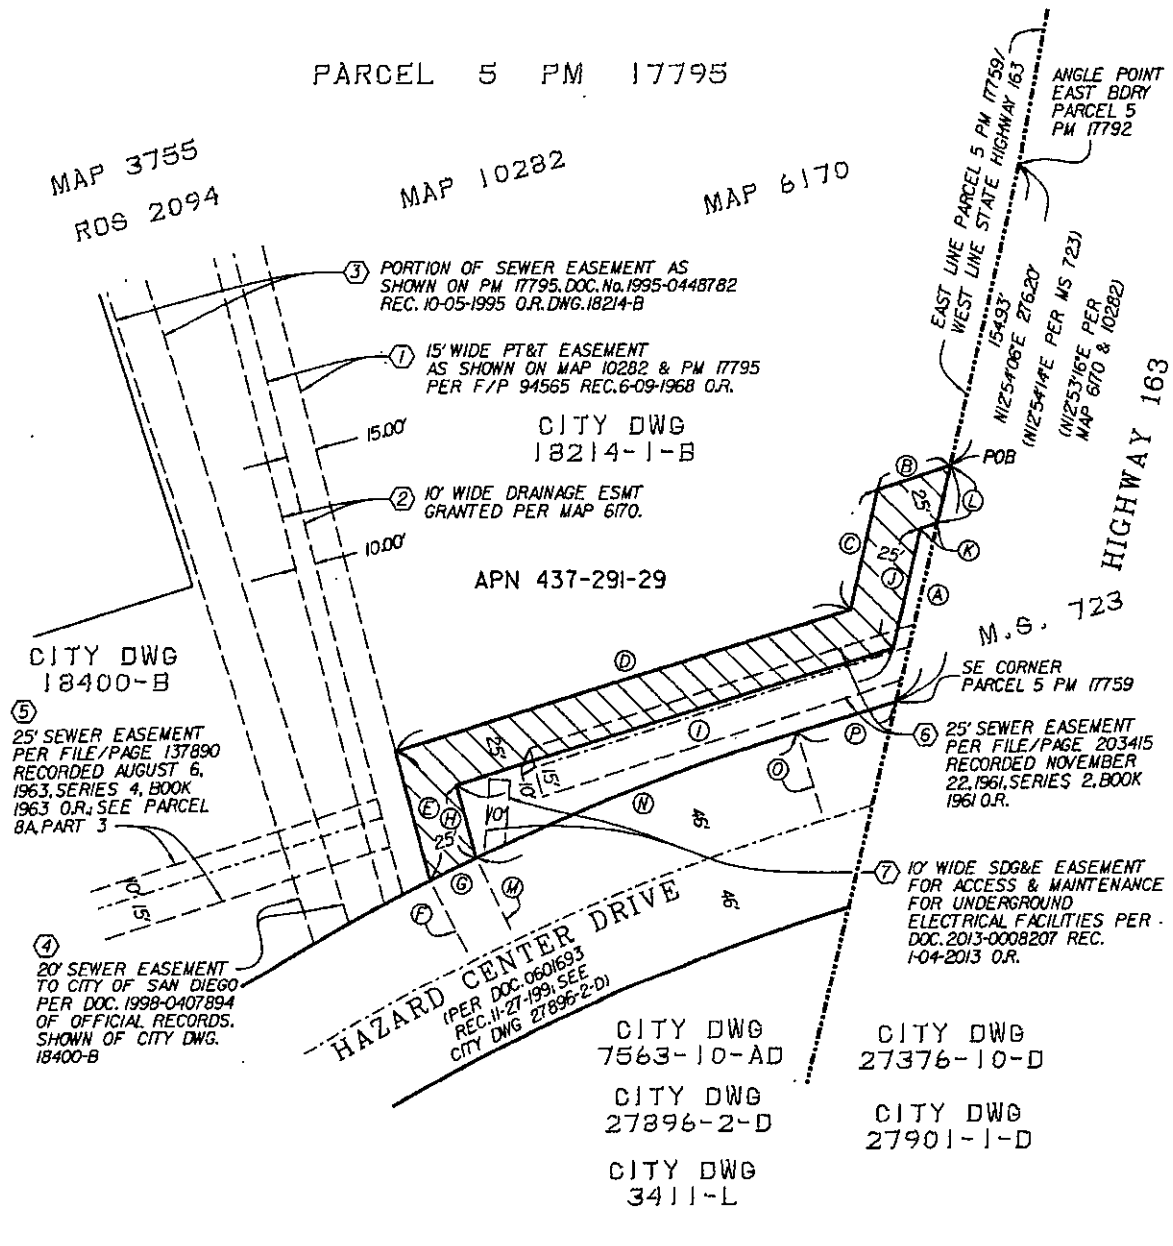 PARCEL 5 PM 17795
MAP 3755
ROS 2094
MAP 10282
MAP 6170
EAST LINE PARCEL 5 PM 17759/
WEST LINE STATE HIGHWAY 163
ANGLE POINT
EAST BDRY
PARCEL 5
PM 17792
154.93'
N12°54'06"E 276.20'
(N12°54'14"E PER MS 723)
(N12°53'16"E PER
MAP 6170 & 10282)
HIGHWAY 163
M.S. 723
3 PORTION OF SEWER EASEMENT AS
SHOWN ON PM 17795. DOC. No. 1995-0448782
REC. 10-05-1995 O.R. DWG. 18214-B
1 15' WIDE PT&T EASEMENT
AS SHOWN ON MAP 10282 & PM 17795
PER F/P 94565 REC. 6-09-1968 O.R.
15.00'
CITY DWG
18214-1-B
2 10' WIDE DRAINAGE ESMT
GRANTED PER MAP 6170.
10.00'
APN 437-291-29
POB
B
L
25'
C
25'
K
J
A
D
SE CORNER
PARCEL 5 PM 17759
CITY DWG
18400-B
5
25' SEWER EASEMENT
PER FILE/PAGE 137890
RECORDED AUGUST 6,
1963, SERIES 4, BOOK
1963 O.R.; SEE PARCEL
8A, PART 3
6 25' SEWER EASEMENT
PER FILE/PAGE 203415
RECORDED NOVEMBER
22, 1961, SERIES 2, BOOK
1961 O.R.
25'
I
P
15'
10'
O
E
H
10'
N
25'
46'
G
F
M
46'
10'
15'
7 10' WIDE SDG&E EASEMENT
FOR ACCESS & MAINTENANCE
FOR UNDERGROUND
ELECTRICAL FACILITIES PER
DOC. 2013-0008207 REC.
1-04-2013 O.R.
4
20' SEWER EASEMENT
TO CITY OF SAN DIEGO
PER DOC. 1998-0407894
OF OFFICIAL RECORDS.
SHOWN OF CITY DWG.
18400-B
HAZARD CENTER DRIVE
(PER DOC. 0601693
REC. 11-27-199; SEE
CITY DWG 27896-2-D)
CITY DWG
7563-10-AD
CITY DWG
27376-10-D
CITY DWG
27896-2-D
CITY DWG
27901-1-D
CITY DWG
3411-L